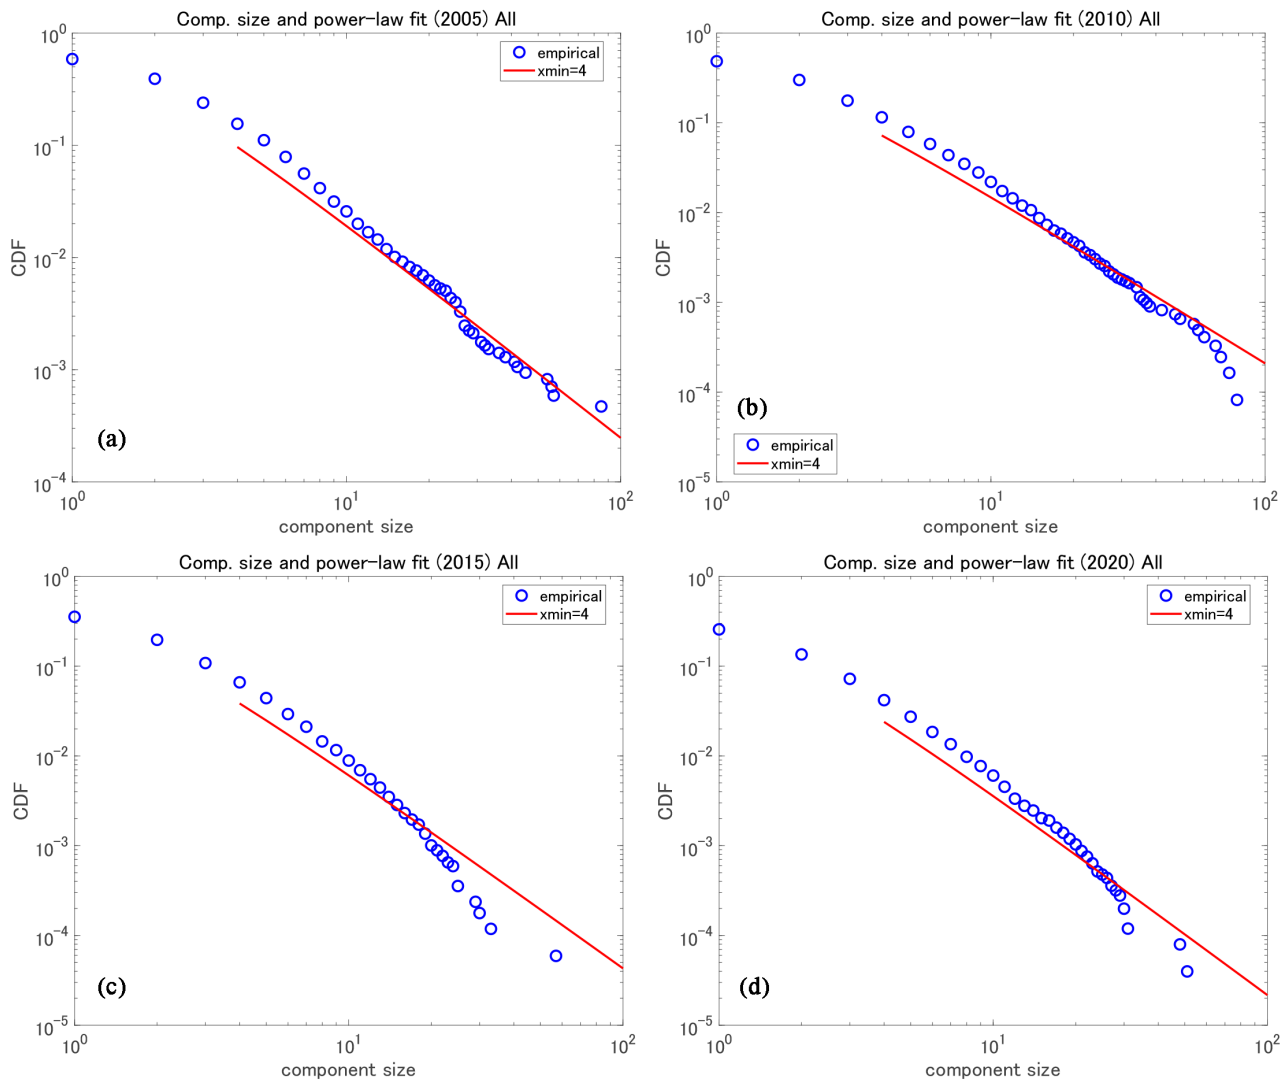 Comp. size and power-law fit (2005) All
10^0
10^-1
10^-2
10^-3
10^-4
CDF
empirical
xmin=4
(a)
10^0
10^1
10^2
component size
Comp. size and power-law fit (2010) All
10^0
10^-1
10^-2
10^-3
10^-4
10^-5
CDF
(b)
empirical
xmin=4
10^0
10^1
10^2
component size
Comp. size and power-law fit (2015) All
10^0
10^-1
10^-2
10^-3
10^-4
10^-5
CDF
empirical
xmin=4
(c)
10^0
10^1
10^2
component size
Comp. size and power-law fit (2020) All
10^0
10^-1
10^-2
10^-3
10^-4
10^-5
CDF
empirical
xmin=4
(d)
10^0
10^1
10^2
component size